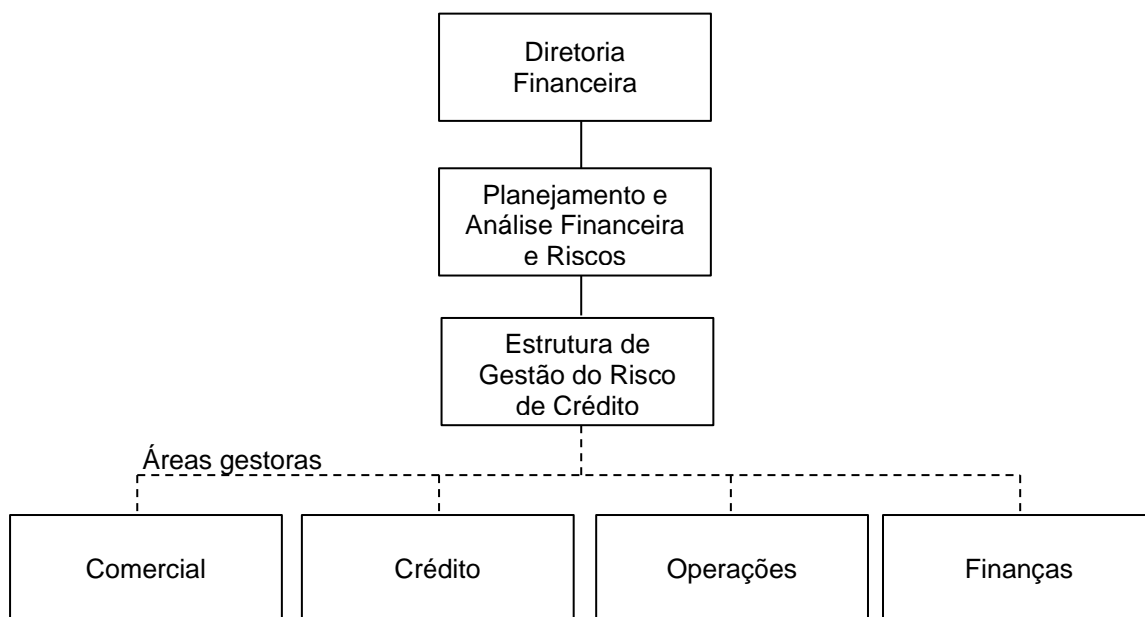 Diretoria
Financeira
Planejamento e
Análise Financeira
e Riscos
Estrutura de
Gestão do Risco
de Crédito
Áreas gestoras
Comercial
Crédito
Operações
Finanças